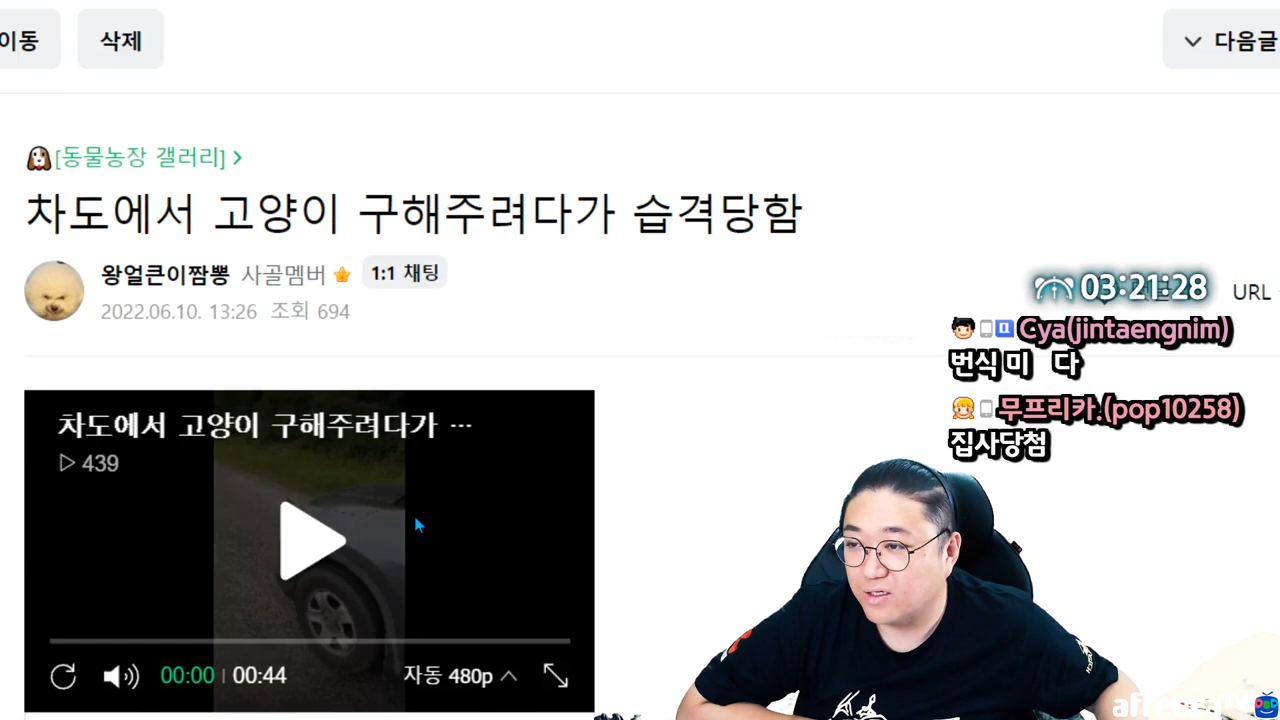 이동
삭제
다음글
[동물농장 갤러리]
차도에서 고양이 구해주려다가 습격당함
왕얼큰이짬뽕 사골멤버 1:1 채팅
2022.06.10. 13:26 조회 694
03:21:28
URL
Cya(jintaengnim)
번식 미 다
무프리카.(pop10258)
집사당첨
차도에서 고양이 구해주려다가 ...
439
00:00 00:44
자동 480p